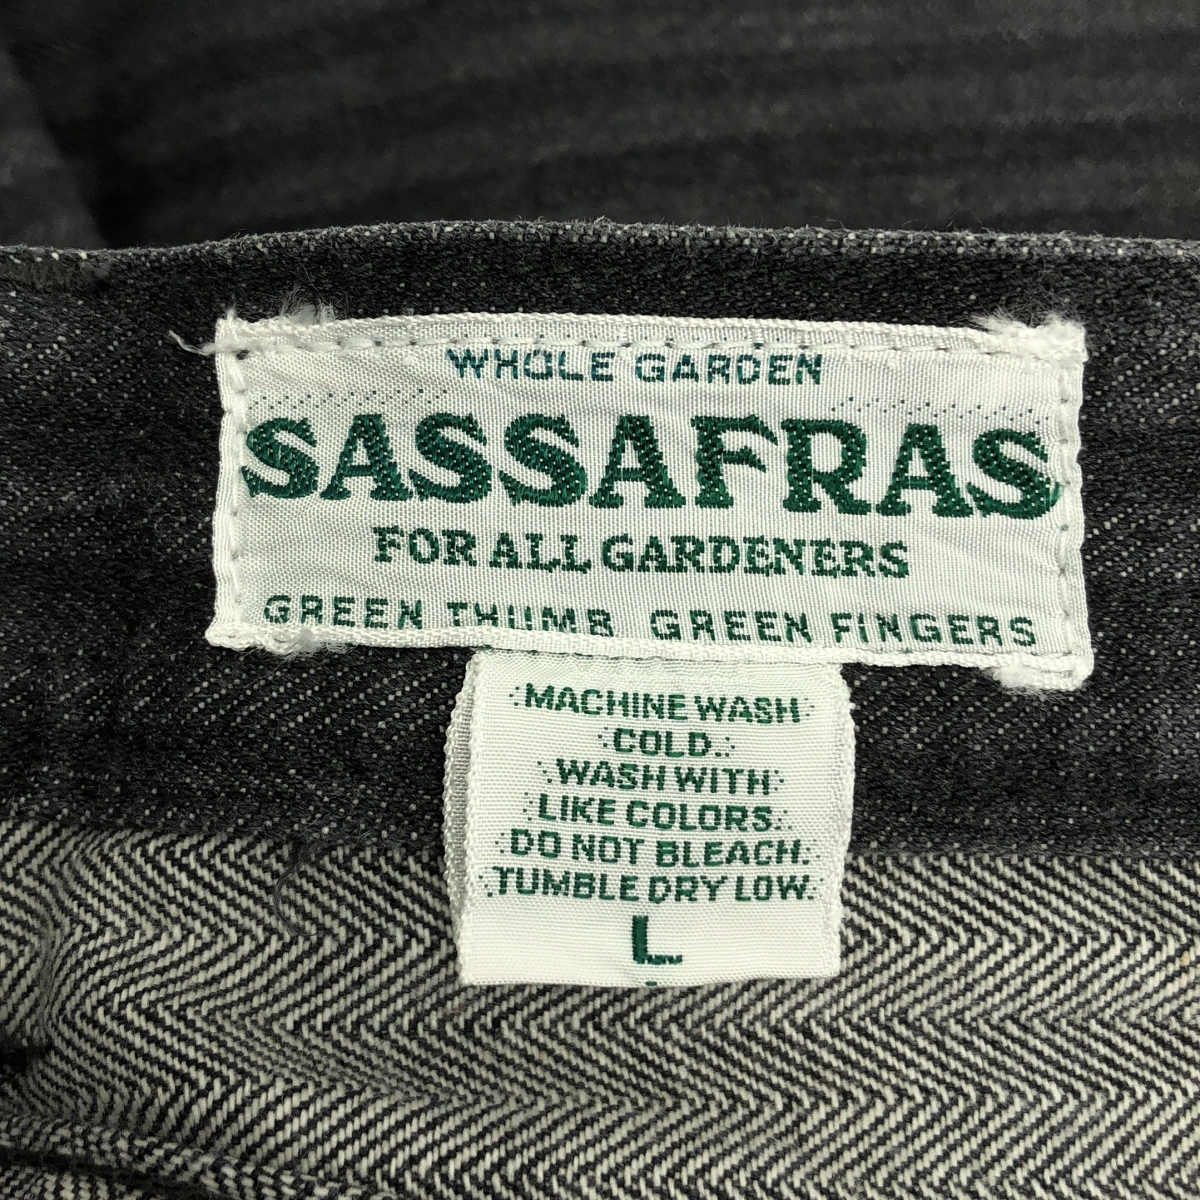 WHOLE GARDEN
SASSAFRAS
FOR ALL GARDENERS
GREEN THUMB GREEN FINGERS
MACHINE WASH
COLD.
WASH WITH
LIKE COLORS.
DO NOT BLEACH.
TUMBLE DRY LOW.
L